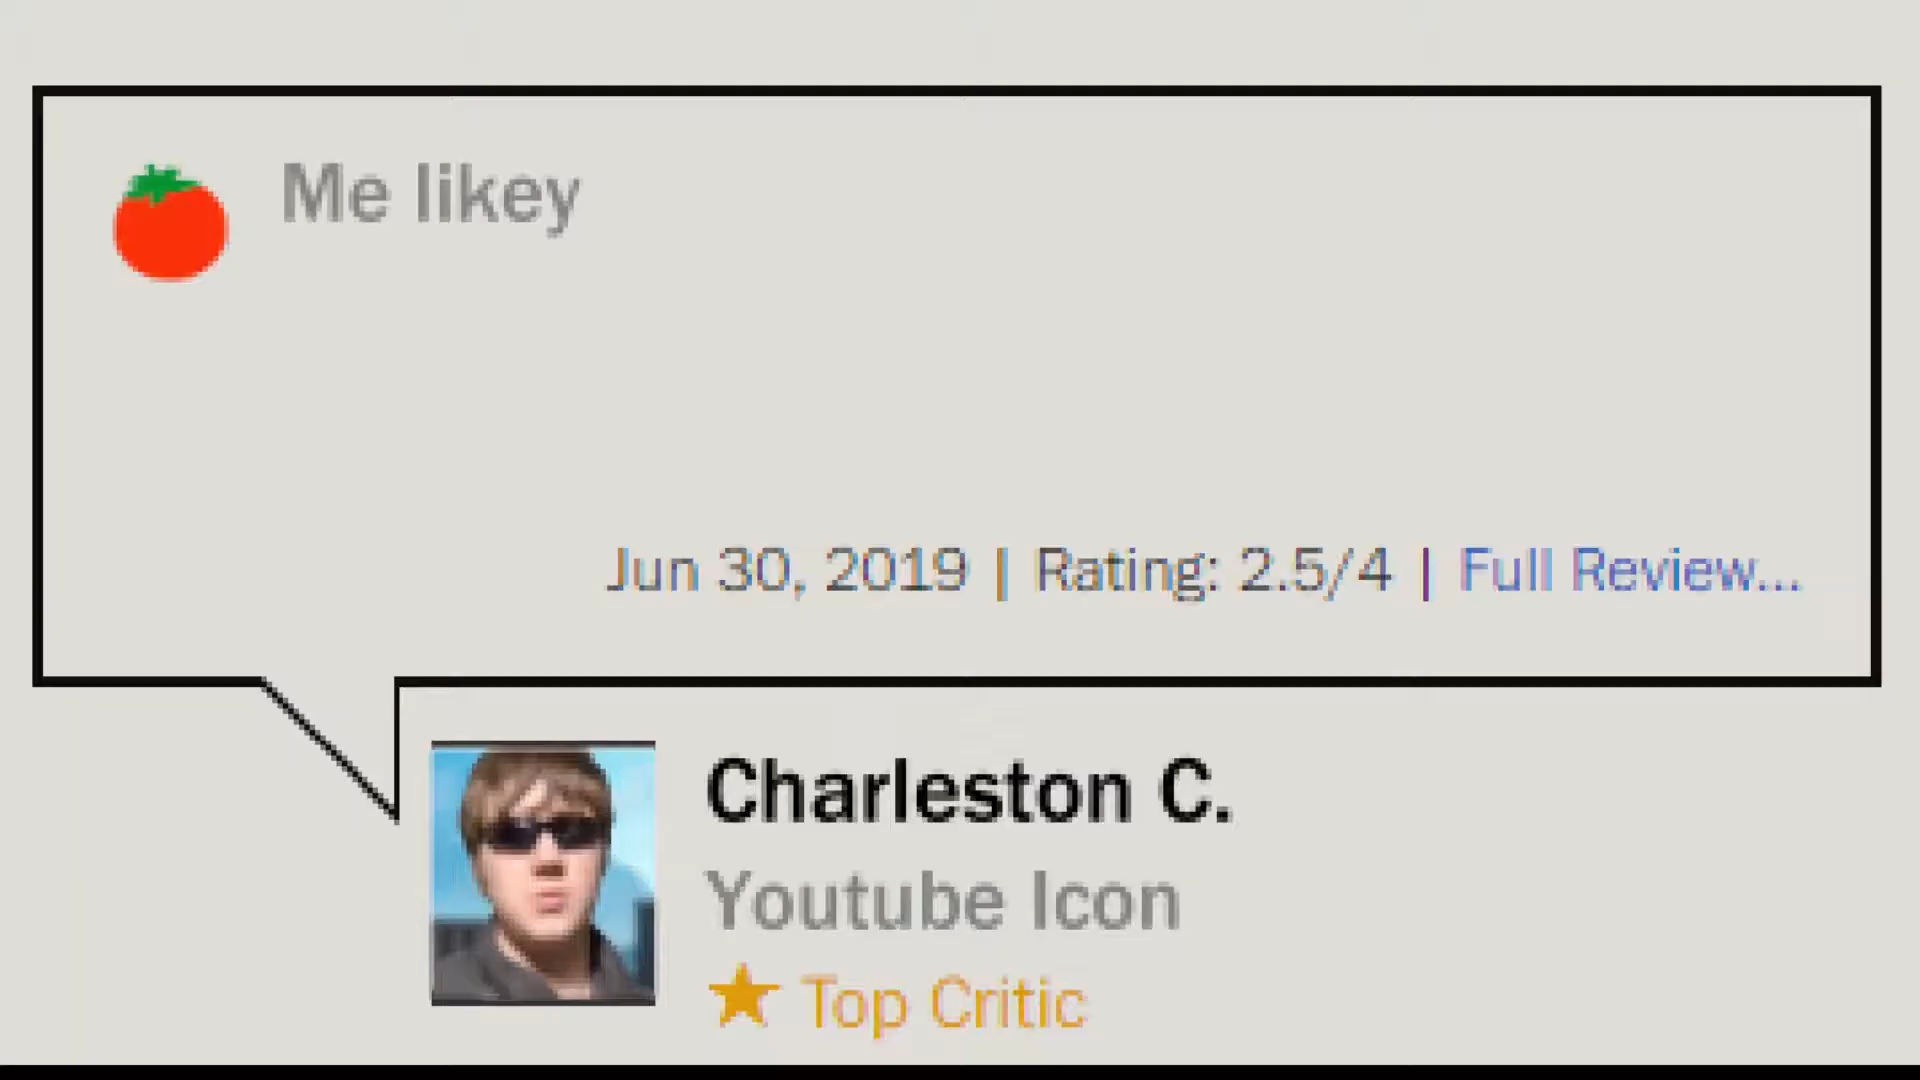 Me likey
Jun 30, 2019 | Rating: 2.5/4 | Full Review...
Charleston C.
Youtube Icon
Top Critic